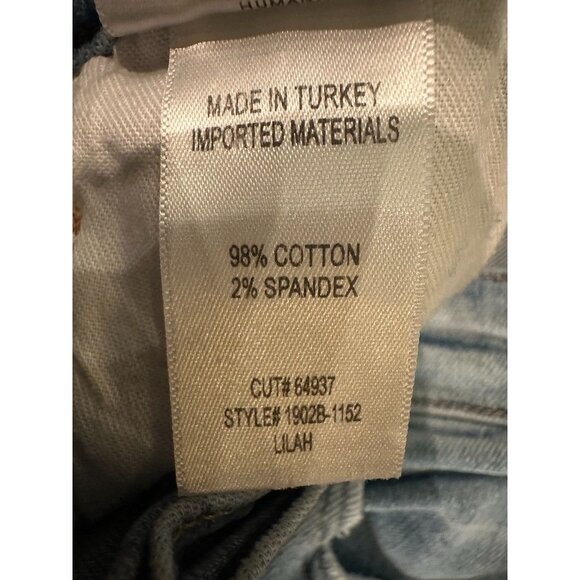 MADE IN TURKEY
IMPORTED MATERIALS
98% COTTON
2% SPANDEX
CUT# 64937
STYLE# 1902B-1152
LILAH